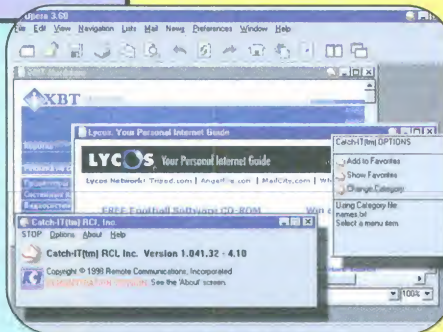 Opera 3.60
File Edit View Navigation Lists Mail News Preferences Window Help
XBT
Lycos. Your Personal Internet Guide
LYCOS Your Personal Internet Guide
Lycos Network: Tripod.com | Angelfire.com | MailCity.com |
FREE Football Software CD-ROM
Catch-IT(tm) OPTIONS
Add to Favorites
Show Favorites
Change Category
Using Category file
names.txt
Select a menu item
Catch-IT(tm) RCI, Inc.
STOP Options About Help
Catch-IT(tm) RCI, Inc. Version 1.041.32 - 4.10
Copyright © 1998 Remote Communications, Incorporated
See the 'About' screen.
100%